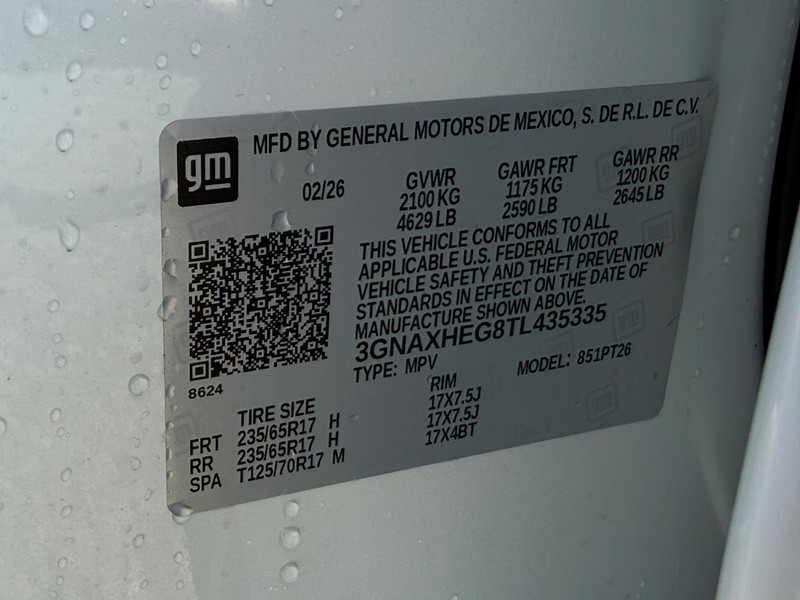 gm
MFD BY GENERAL MOTORS DE MEXICO, S. DE R.L. DE C.V.
02/26
GVWR
2100 KG
4629 LB
GAWR FRT
1175 KG
2590 LB
GAWR RR
1200 KG
2645 LB
THIS VEHICLE CONFORMS TO ALL
APPLICABLE U.S. FEDERAL MOTOR
VEHICLE SAFETY AND THEFT PREVENTION
STANDARDS IN EFFECT ON THE DATE OF
MANUFACTURE SHOWN ABOVE.
3GNAXHEG8TL435335
TYPE: MPV MODEL: 851PT26
8624
TIRE SIZE RIM
FRT 235/65R17 H 17X7.5J
RR 235/65R17 H 17X7.5J
SPA T125/70R17 M 17X4BT